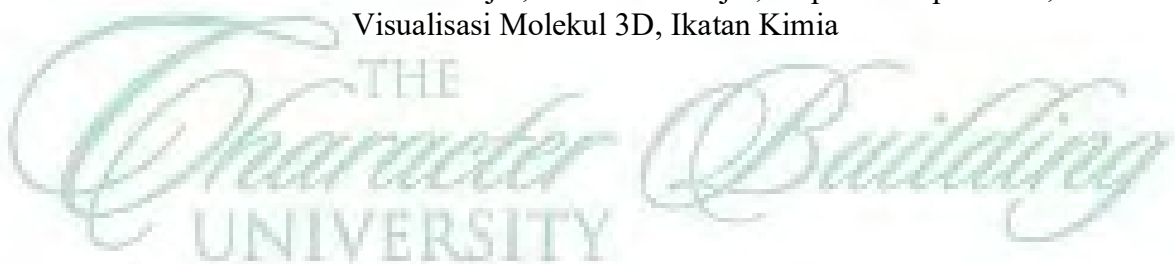 Visualisasi Molekul 3D, Ikatan Kimia
THE
Character Building
UNIVERSITY